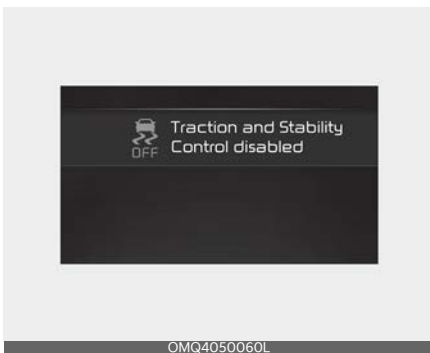 Traction and Stability
OFF Control disabled
OMQ4050060L